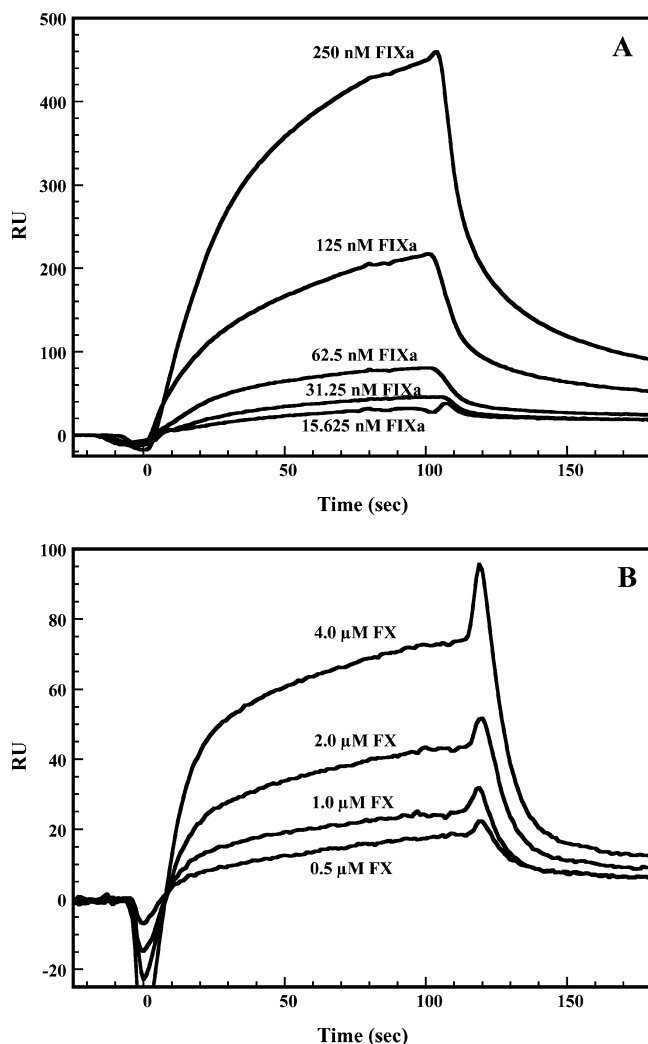 500
A
250 nM FIXa
400
300
RU
125 nM FIXa
200
62.5 nM FIXa
100
31.25 nM FIXa
15.625 nM FIXa
0
0 50 100 150
Time (sec)
100
B
80
4.0 µM FX
60
RU
2.0 µM FX
40
1.0 µM FX
20
0.5 µM FX
0
-20
0 50 100 150
Time (sec)